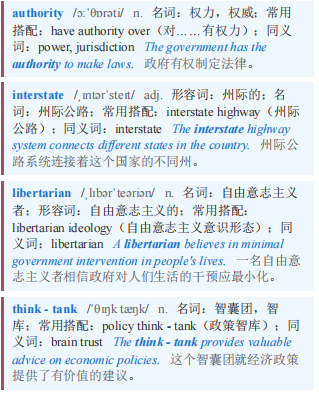 authority /ɔːˈθɒrəti/ n. 名词：权力，权威；常用
搭配：have authority over（对……有权力）；同义
词：power, jurisdiction The government has the
authority to make laws. 政府有权制定法律。
interstate /ˌɪntərˈsteɪt/ adj. 形容词：州际的；名
词：州际公路；常用搭配：interstate highway（州际
公路）；同义词：interstate The interstate highway
system connects different states in the country. 州际公
路系统连接着这个国家的不同州。
libertarian /ˌlɪbərˈteəriən/ n. 名词：自由意志主义
者；形容词：自由意志主义的；常用搭配：
libertarian ideology（自由意志主义意识形态）；同
义词：libertarian A libertarian believes in minimal
government intervention in people's lives. 一名自由意
志主义者相信政府对人们生活的干预应最小化。
think - tank /ˈθɪŋk tæŋk/ n. 名词：智囊团，智
库；常用搭配：policy think - tank（政策智库）；同
义词：brain trust The think - tank provides valuable
advice on economic policies. 这个智囊团就经济政策
提供了有价值的建议。